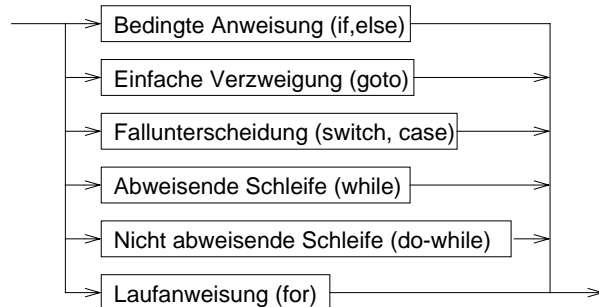 Bedingte Anweisung (if,else)
Einfache Verzweigung (goto)
Fallunterscheidung (switch, case)
Abweisende Schleife (while)
Nicht abweisende Schleife (do-while)
Laufanweisung (for)